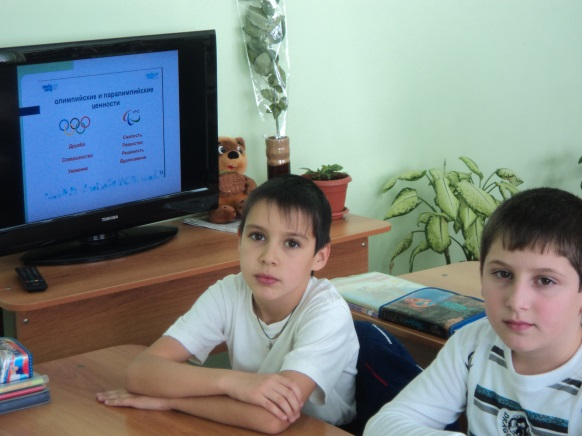 олимпийские и паралимпийские
ценности
Дружба
Совершенство
Уважение
Смелость
Равенство
Решимость
Вдохновение
TOSHIBA